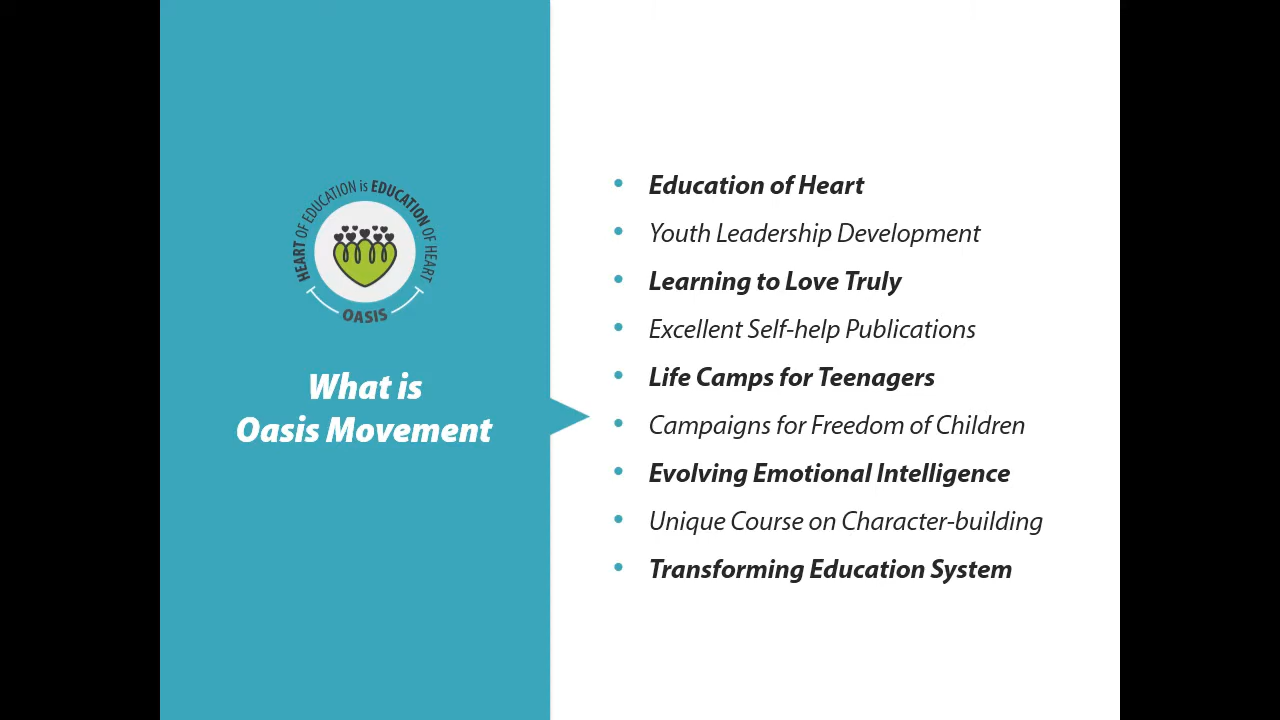 HEART OF EDUCATION is EDUCATION OF HEART
OASIS
What is
Oasis Movement
• Education of Heart
• Youth Leadership Development
• Learning to Love Truly
• Excellent Self-help Publications
• Life Camps for Teenagers
• Campaigns for Freedom of Children
• Evolving Emotional Intelligence
• Unique Course on Character-building
• Transforming Education System